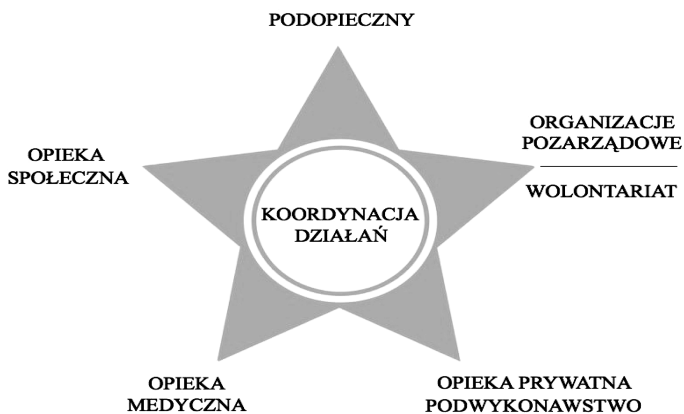 PODOPIECZNY
ORGANIZACJE
POZARZĄDOWE
WOLONTARIAT
OPIEKA
SPOŁECZNA
KOORDYNACJA
DZIAŁAŃ
OPIEKA
MEDYCZNA
OPIEKA PRYWATNA
PODWYKONAWSTWO